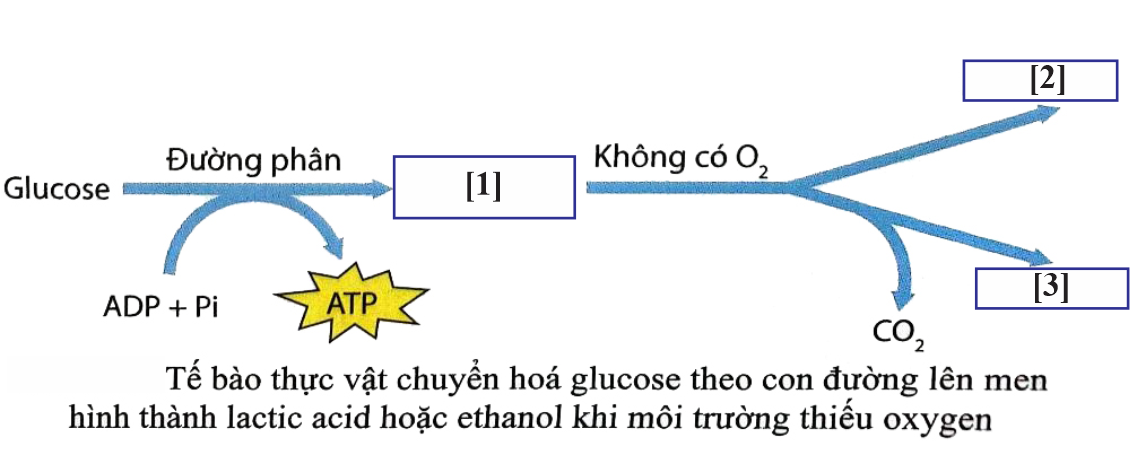 [2]
Đường phân
Không có O₂
Glucose
[1]
[3]
ADP + Pi
ATP
CO₂
Tế bào thực vật chuyển hoá glucose theo con đường lên men
hình thành lactic acid hoặc ethanol khi môi trường thiếu oxygen